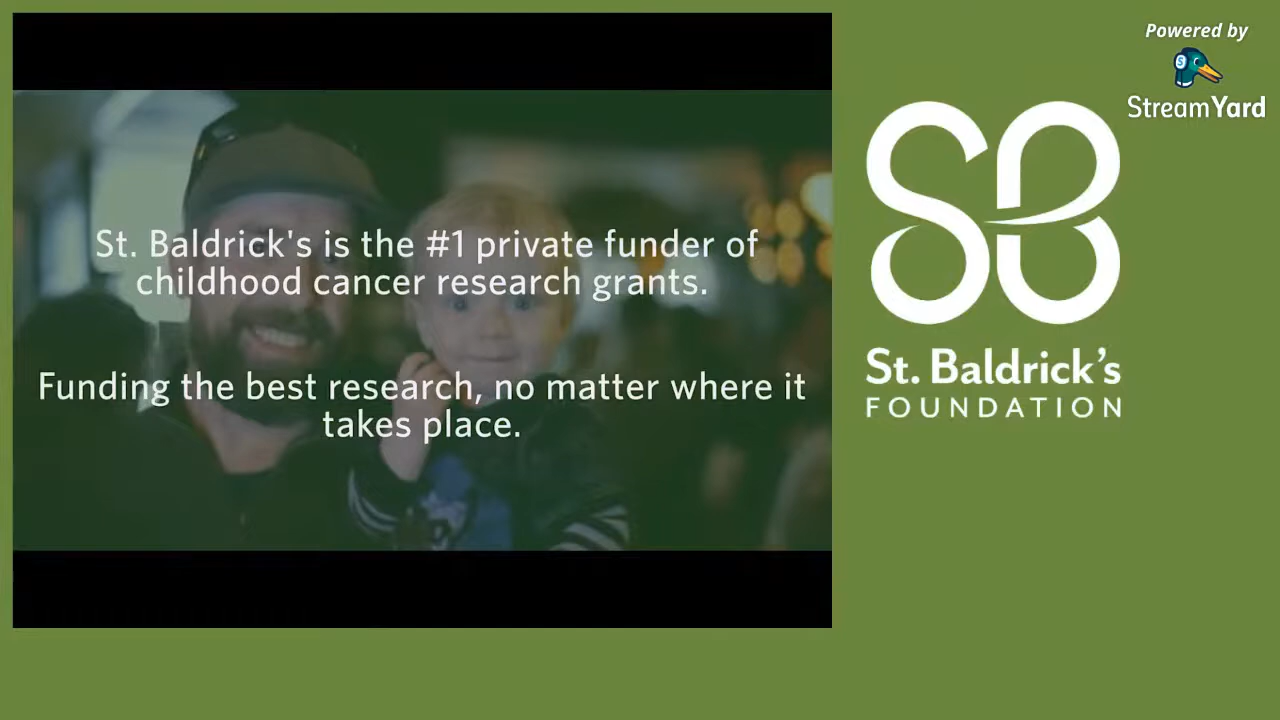 St. Baldrick's is the #1 private funder of
childhood cancer research grants.
Funding the best research, no matter where it
takes place.
Powered by
StreamYard
SB
St. Baldrick’s
FOUNDATION